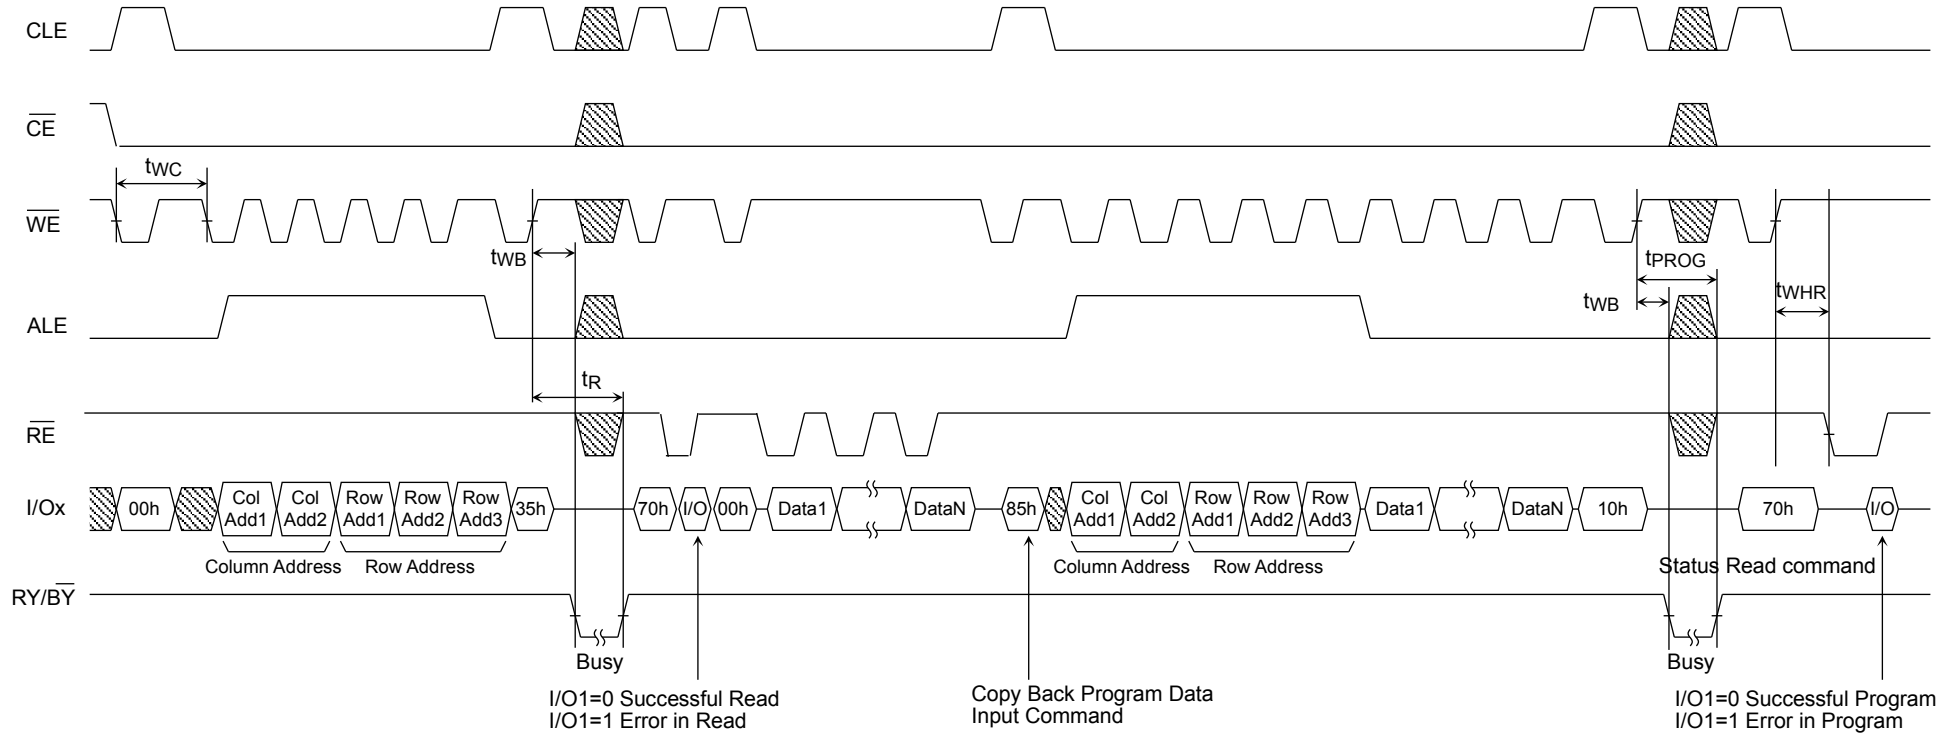 CLE
CE
tWC
WE
tWB
tPROG
tWB
tWHR
ALE
tR
RE
I/Ox
00h
Col Add1
Col Add2
Row Add1
Row Add2
Row Add3
35h
70h
I/O
00h
Data1
DataN
85h
Col Add1
Col Add2
Row Add1
Row Add2
Row Add3
Data1
DataN
10h
70h
I/O
Column Address
Row Address
Column Address
Row Address
Status Read command
RY/BY
Busy
Busy
I/O1=0 Successful Read
I/O1=1 Error in Read
Copy Back Program Data
Input Command
I/O1=0 Successful Program
I/O1=1 Error in Program